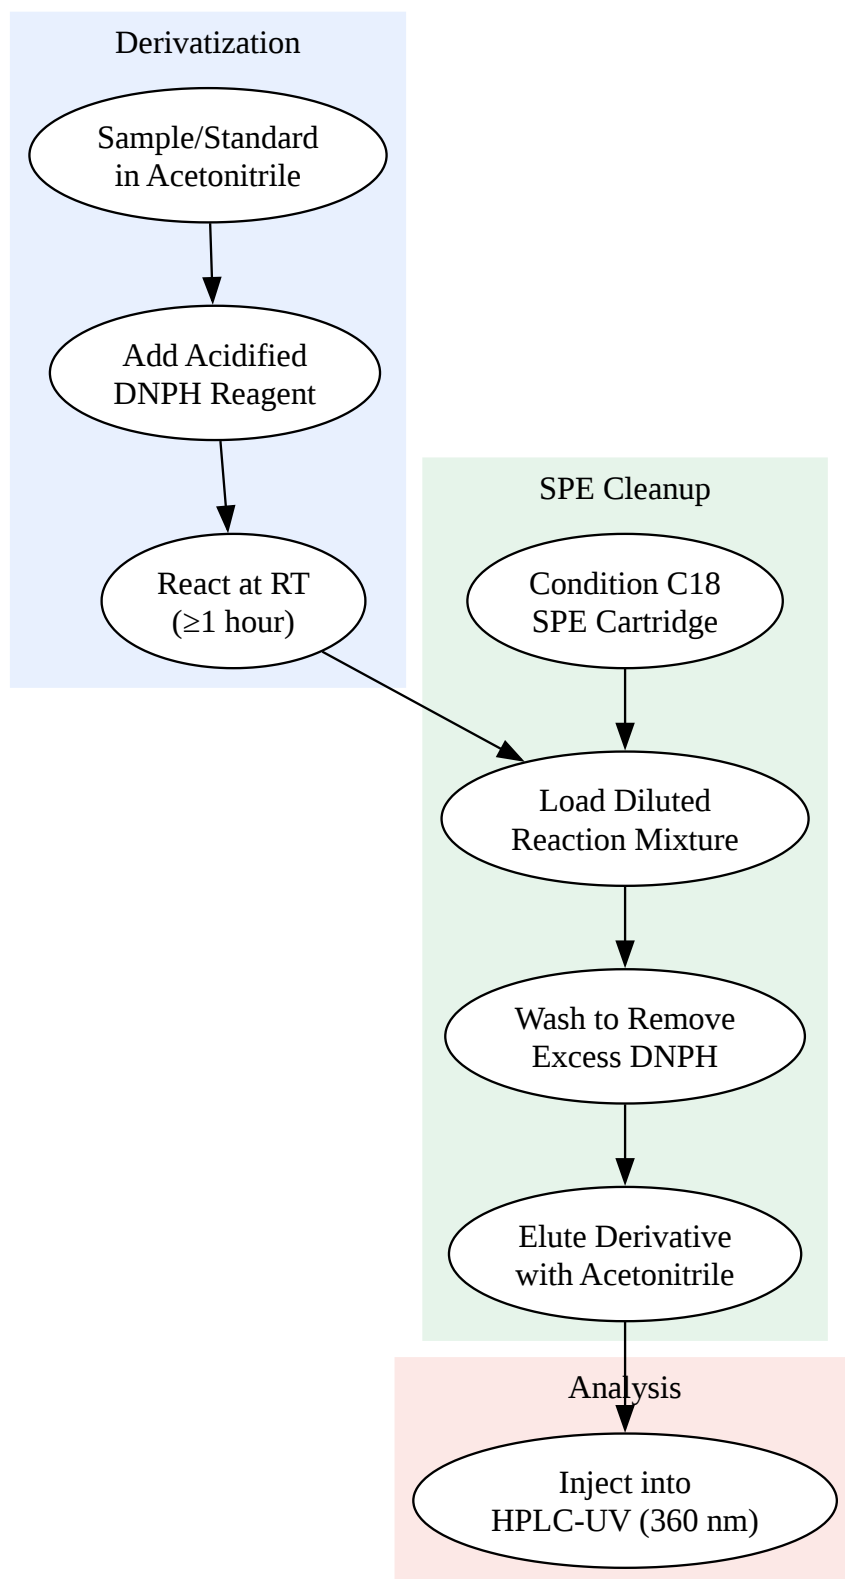 Derivatization
Sample/Standard
in Acetonitrile
Add Acidified
DNPH Reagent
React at RT
(≥1 hour)
SPE Cleanup
Condition C18
SPE Cartridge
Load Diluted
Reaction Mixture
Wash to Remove
Excess DNPH
Elute Derivative
with Acetonitrile
Analysis
Inject into
HPLC-UV (360 nm)